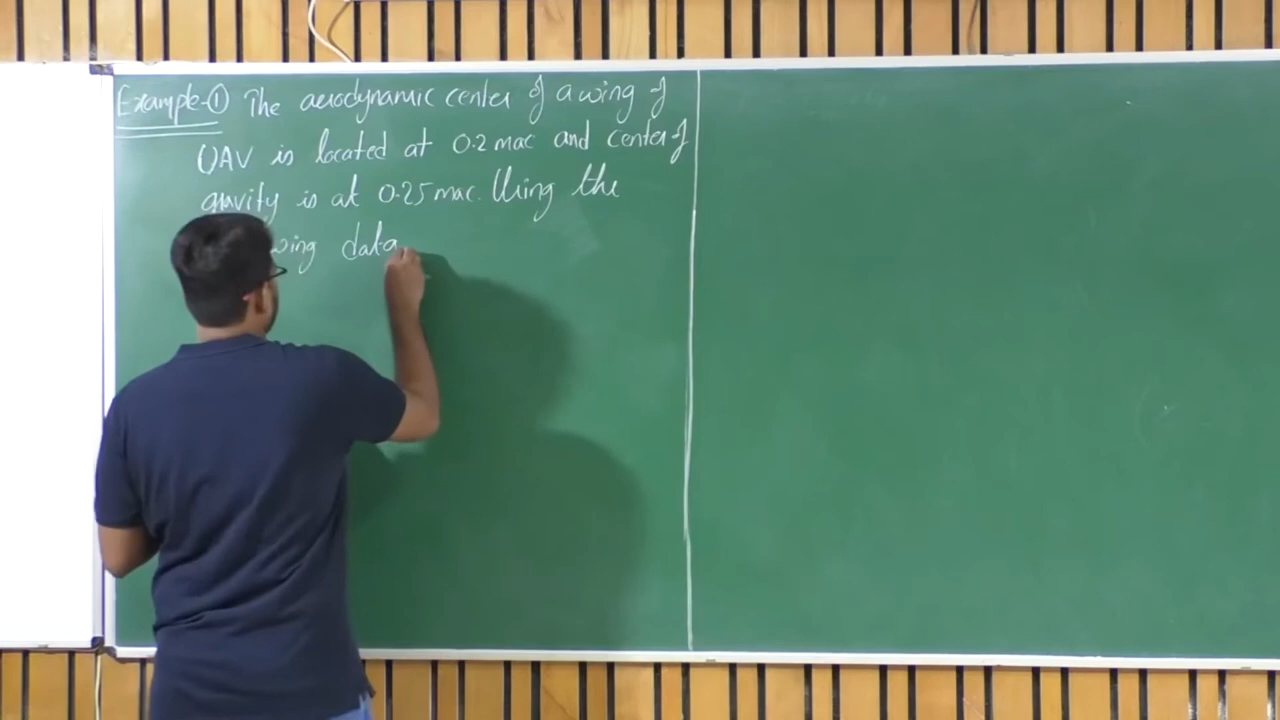 Example-① The aerodynamic center of a wing of
UAV is located at 0.2 mac and center of
gravity is at 0.25 mac. Using the
data